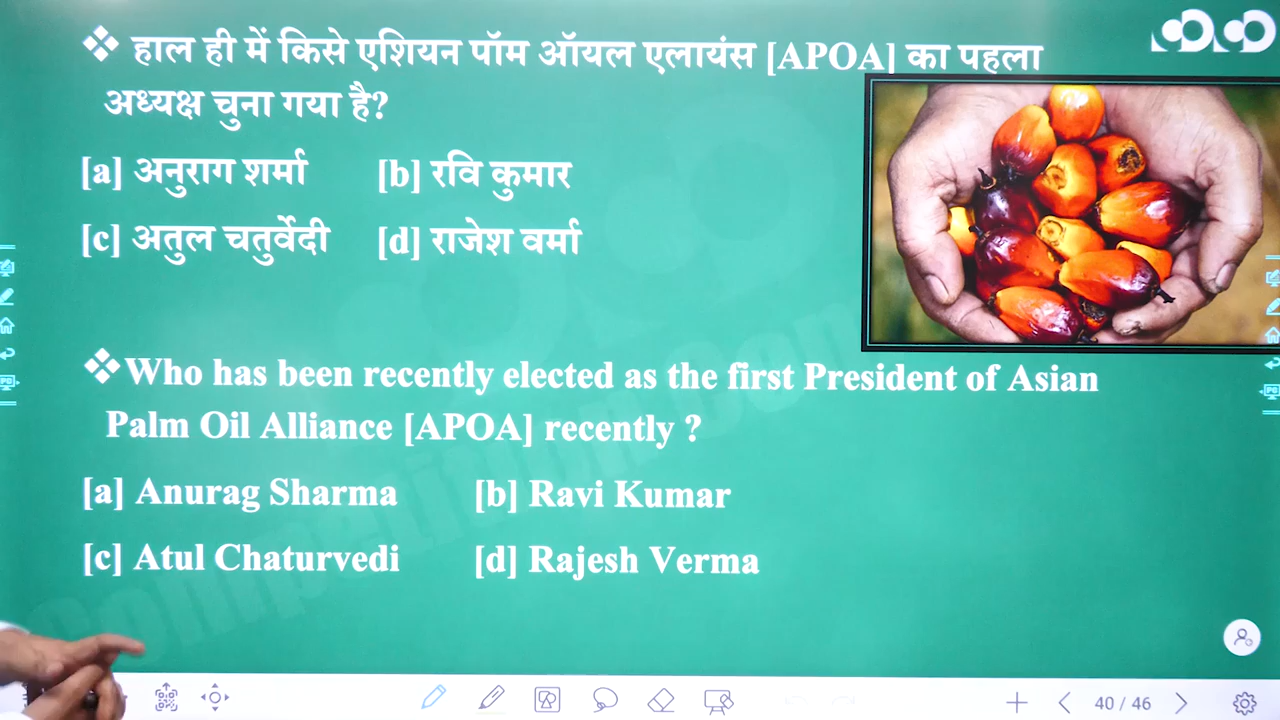 ❖ हाल ही में किसे एशियन पॉम ऑयल एलायंस [APOA] का पहला
अध्यक्ष चुना गया है?
[a] अनुराग शर्मा [b] रवि कुमार
[c] अतुल चतुर्वेदी [d] राजेश वर्मा
❖Who has been recently elected as the first President of Asian
Palm Oil Alliance [APOA] recently ?
[a] Anurag Sharma [b] Ravi Kumar
[c] Atul Chaturvedi [d] Rajesh Verma
40 / 46